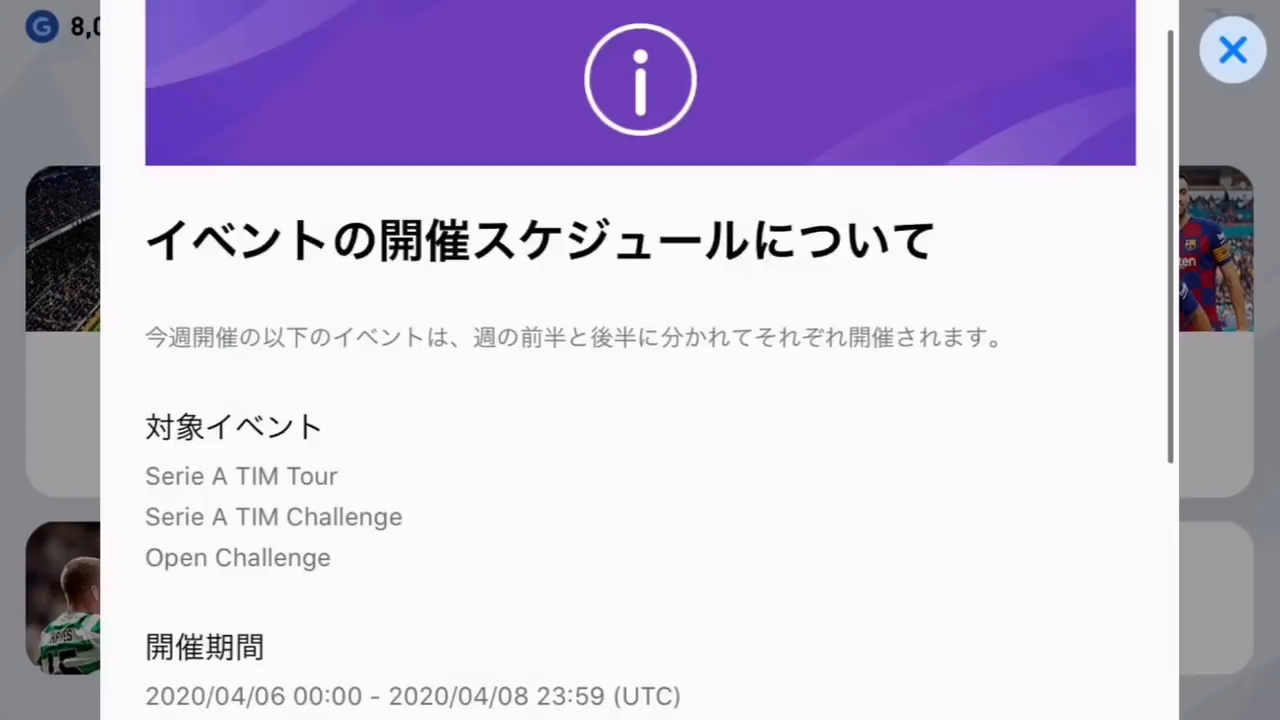 G 8,0
イベントの開催スケジュールについて
今週開催の以下のイベントは、週の前半と後半に分かれてそれぞれ開催されます。
対象イベント
Serie A TIM Tour
Serie A TIM Challenge
Open Challenge
開催期間
2020/04/06 00:00 - 2020/04/08 23:59 (UTC)
HAYES
15